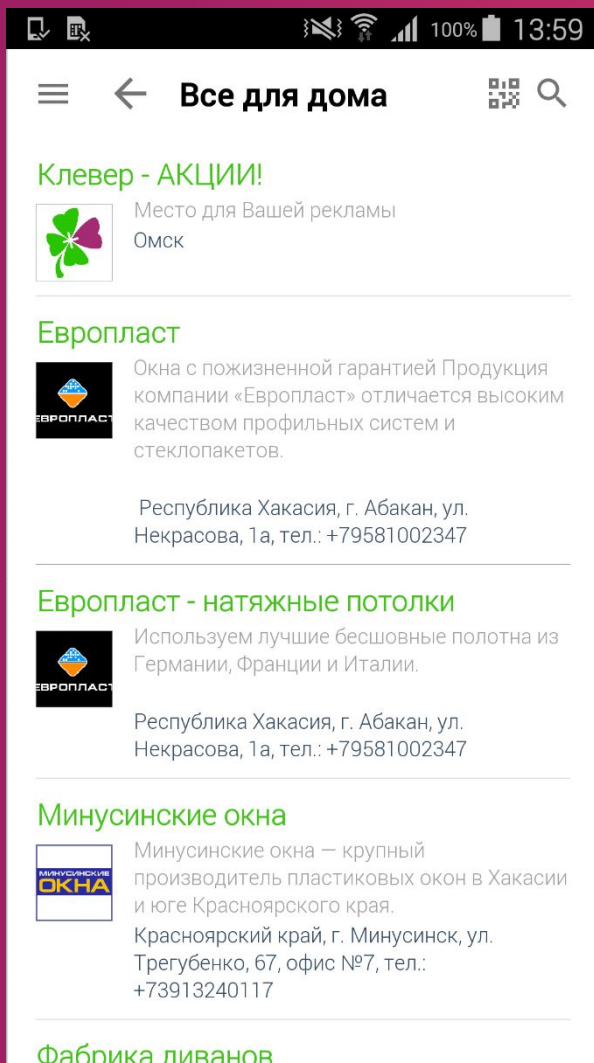 100% 13:59
Все для дома
Клевер - АКЦИИ!
Место для Вашей рекламы
Омск
Европласт
Окна с пожизненной гарантией Продукция
компании «Европласт» отличается высоким
качеством профильных систем и
стеклопакетов.
ЕВРОПЛАСТ
Республика Хакасия, г. Абакан, ул.
Некрасова, 1а, тел.: +79581002347
Европласт - натяжные потолки
Используем лучшие бесшовные полотна из
Германии, Франции и Италии.
ЕВРОПЛАСТ
Республика Хакасия, г. Абакан, ул.
Некрасова, 1а, тел.: +79581002347
Минусинские окна
МИНУСИНСКИЕ
ОКНА
Минусинские окна — крупный
производитель пластиковых окон в Хакасии
и юге Красноярского края.
Красноярский край, г. Минусинск, ул.
Трегубенко, 67, офис №7, тел.:
+73913240117
Фабрика диванов